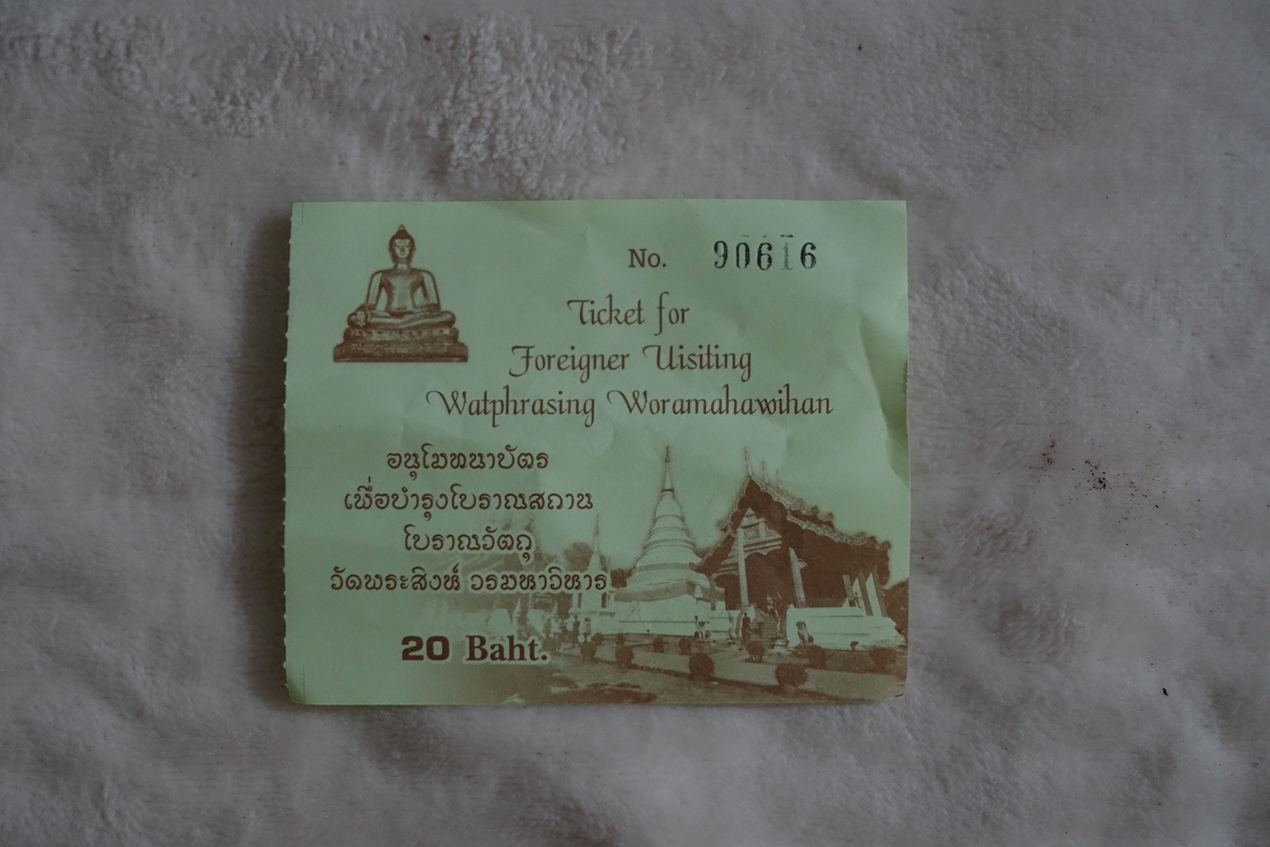 No. 90616
Ticket for
Foreigner Uisiting
Watphrasing Woramahawihan
อนุโมทนาบัตร
เพื่อบำรุงโบราณสถาน
โบราณวัตถุ
วัดพระสิงห์ วรมหาวิหาร
20 Baht.